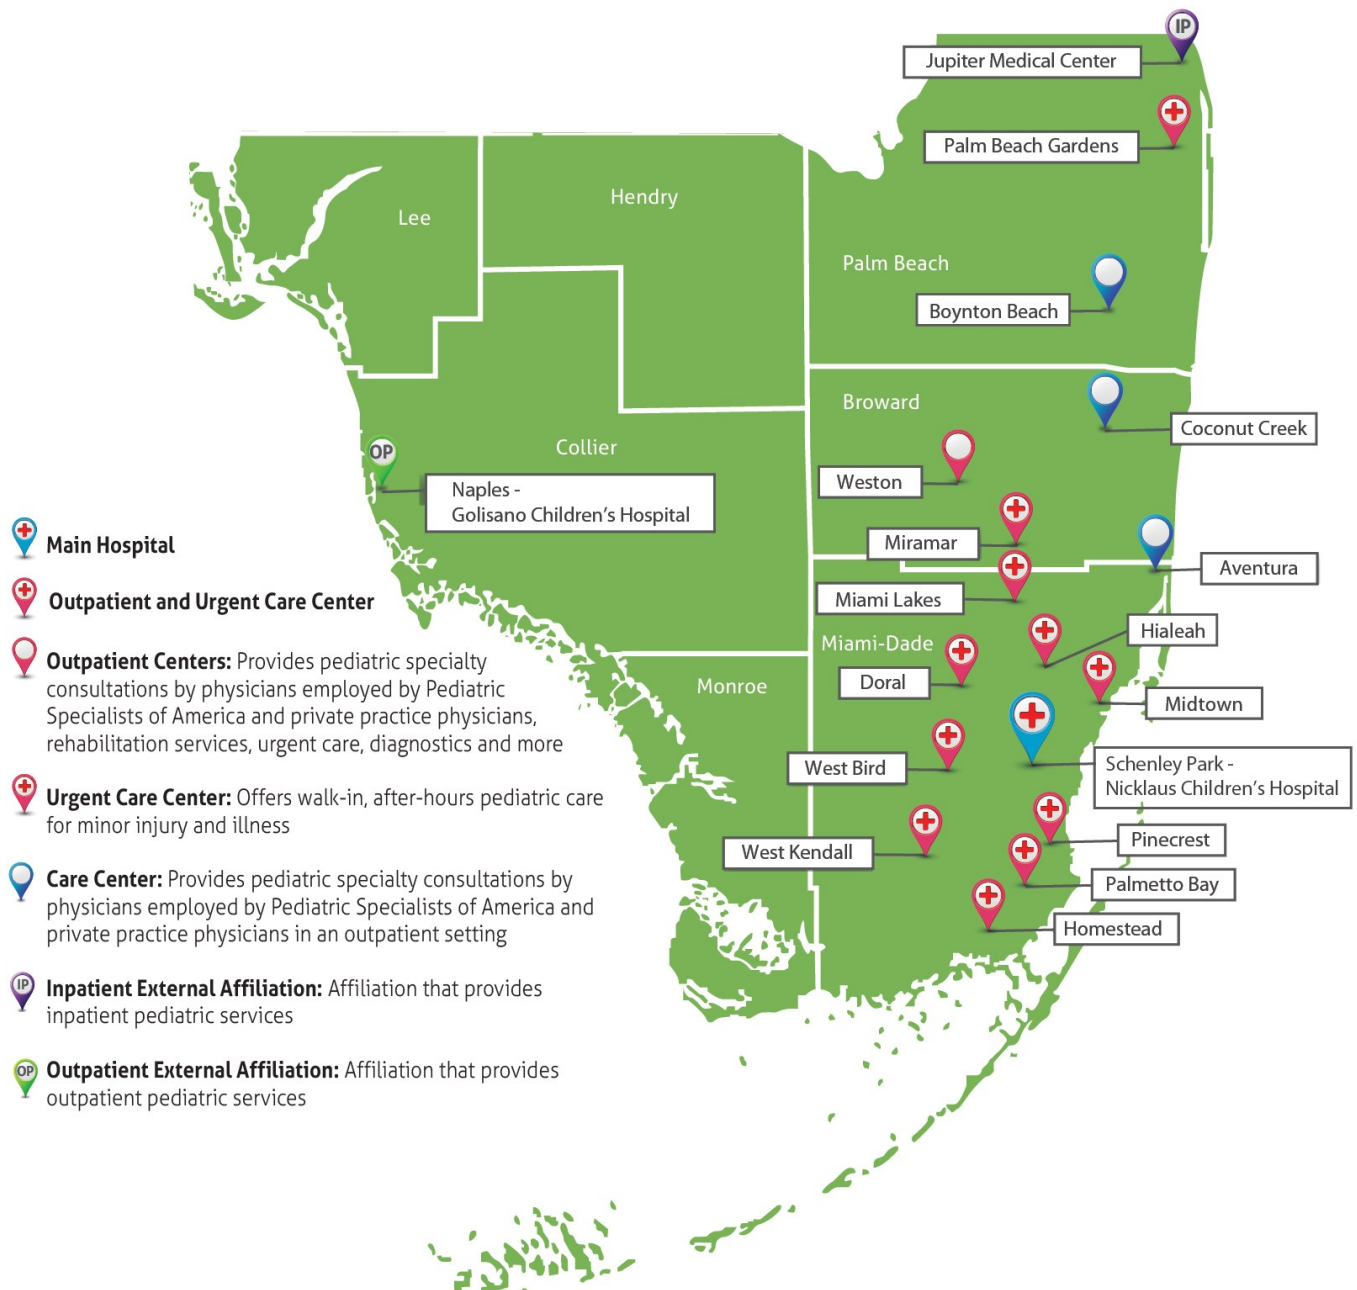 IP
Jupiter Medical Center
Palm Beach Gardens
Hendry
Lee
Palm Beach
Boynton Beach
Broward
Coconut Creek
Collier
OP
Weston
Naples -
Golisano Children's Hospital
Miramar
Main Hospital
Aventura
Outpatient and Urgent Care Center
Miami Lakes
Hialeah
Miami-Dade
Doral
Monroe
Midtown
Outpatient Centers: Provides pediatric specialty
consultations by physicians employed by Pediatric
Specialists of America and private practice physicians,
rehabilitation services, urgent care, diagnostics and more
West Bird
Schenley Park -
Nicklaus Children's Hospital
Urgent Care Center: Offers walk-in, after-hours pediatric care
for minor injury and illness
Pinecrest
West Kendall
Palmetto Bay
Homestead
Care Center: Provides pediatric specialty consultations by
physicians employed by Pediatric Specialists of America and
private practice physicians in an outpatient setting
IP
Inpatient External Affiliation: Affiliation that provides
inpatient pediatric services
OP
Outpatient External Affiliation: Affiliation that provides
outpatient pediatric services